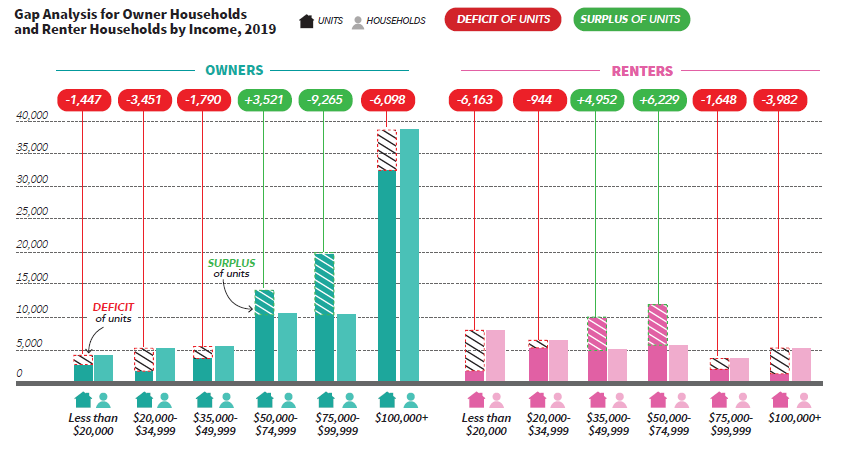 Gap Analysis for Owner Households
and Renter Households by Income, 2019
UNITS
HOUSEHOLDS
DEFICIT OF UNITS
SURPLUS OF UNITS
OWNERS
RENTERS
-1,447
-3,451
-1,790
+3,521
-9,265
-6,098
-6,163
-944
+4,952
+6,229
-1,648
-3,982
40,000
35,000
30,000
25,000
20,000
15,000
10,000
5,000
0
SURPLUS
of units
DEFICIT
of units
Less than
$20,000
$20,000-
$34,999
$35,000-
$49,999
$50,000-
$74,999
$75,000-
$99,999
$100,000+
Less than
$20,000
$20,000-
$34,999
$35,000-
$49,999
$50,000-
$74,999
$75,000-
$99,999
$100,000+